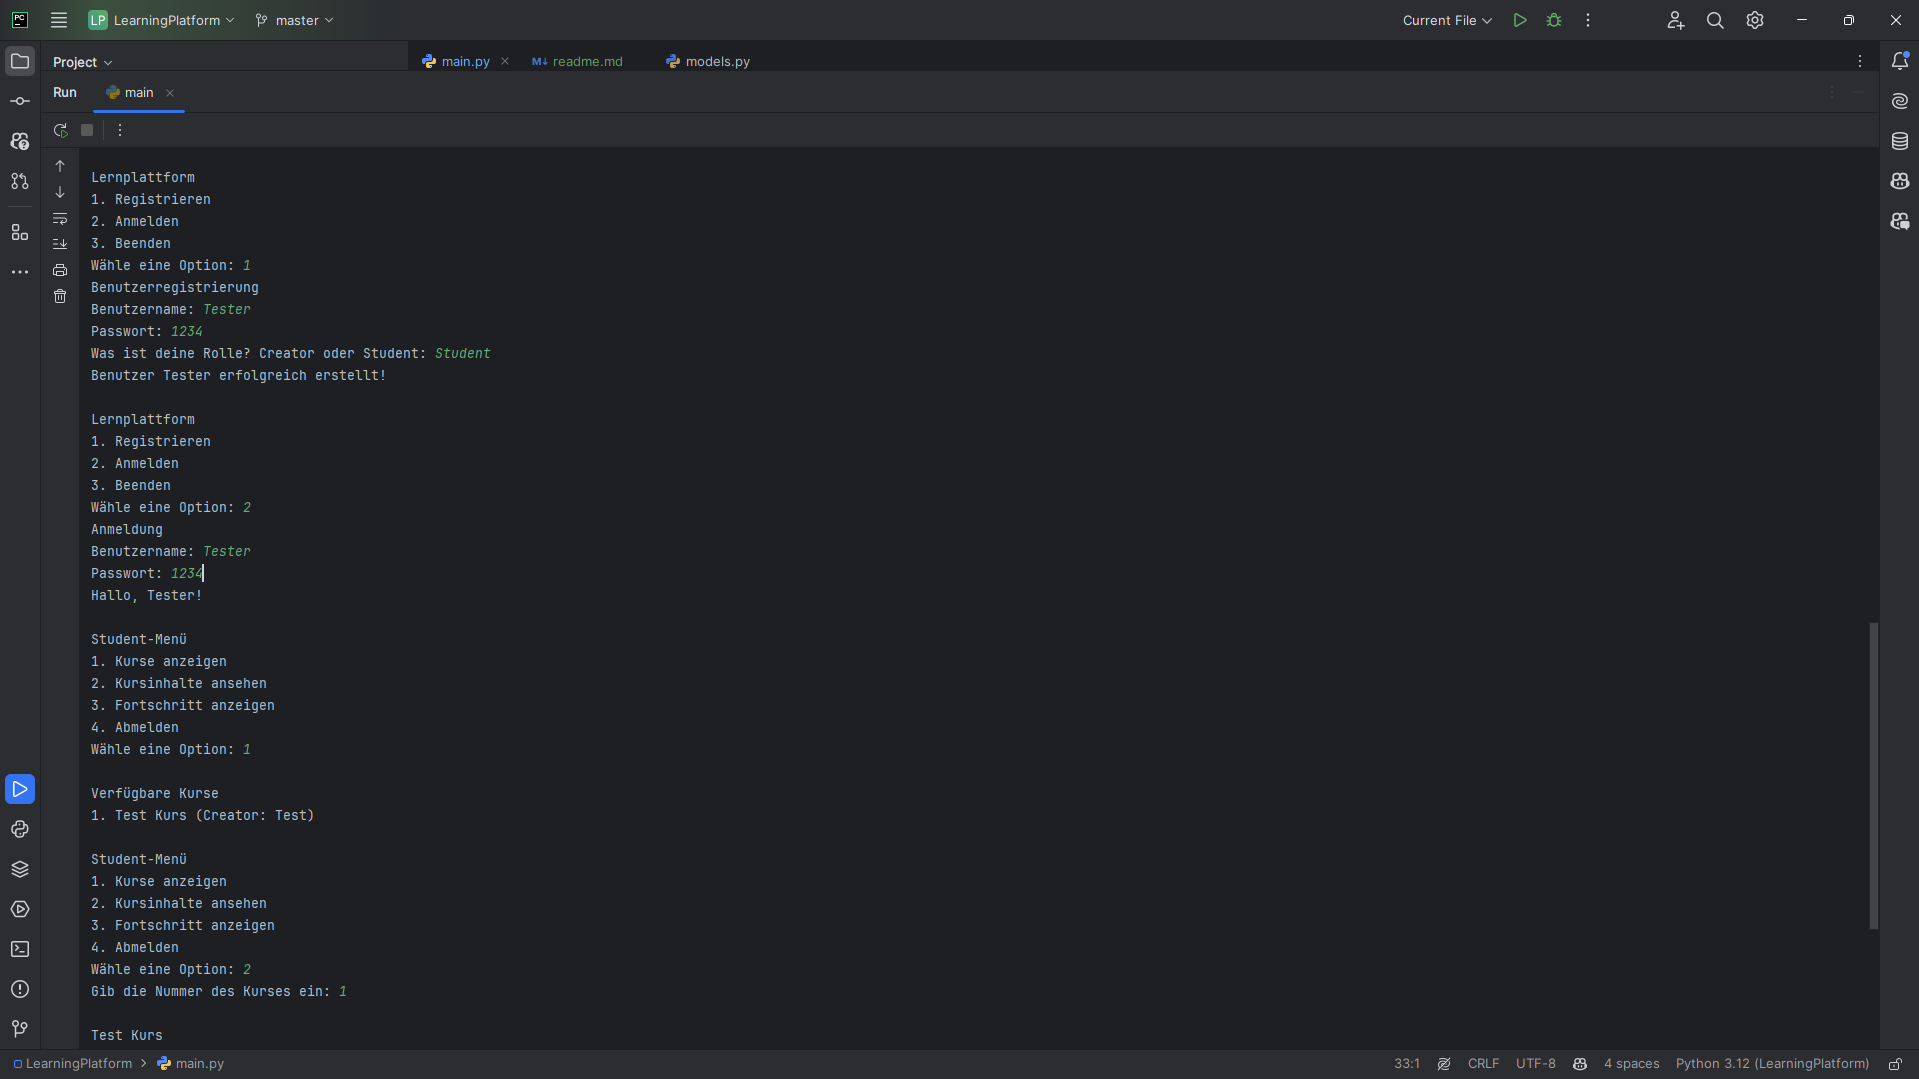 PC
LP LearningPlatform
master
Current File
Project
main.py
M↓ readme.md
models.py
Run
main
Lernplattform
1. Registrieren
2. Anmelden
3. Beenden
Wähle eine Option: 1
Benutzerregistrierung
Benutzername: Tester
Passwort: 1234
Was ist deine Rolle? Creator oder Student: Student
Benutzer Tester erfolgreich erstellt!
Lernplattform
1. Registrieren
2. Anmelden
3. Beenden
Wähle eine Option: 2
Anmeldung
Benutzername: Tester
Passwort: 1234
Hallo, Tester!
Student-Menü
1. Kurse anzeigen
2. Kursinhalte ansehen
3. Fortschritt anzeigen
4. Abmelden
Wähle eine Option: 1
Verfügbare Kurse
1. Test Kurs (Creator: Test)
Student-Menü
1. Kurse anzeigen
2. Kursinhalte ansehen
3. Fortschritt anzeigen
4. Abmelden
Wähle eine Option: 2
Gib die Nummer des Kurses ein: 1
Test Kurs
LearningPlatform
main.py
33:1
CRLF
UTF-8
4 spaces
Python 3.12 (LearningPlatform)